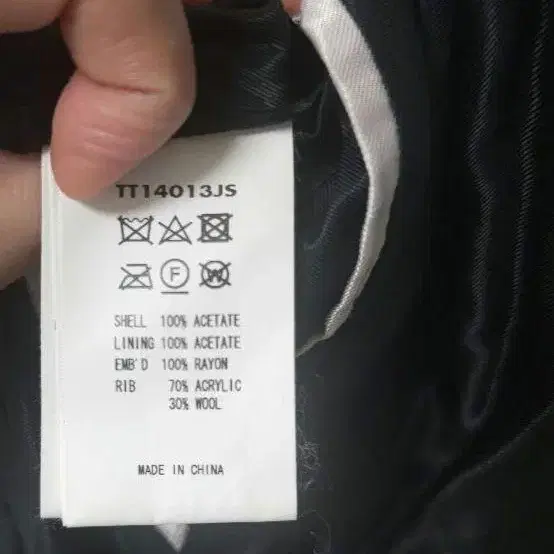 TT14013JS
F W
SHELL 100% ACETATE
LINING 100% ACETATE
EMB'D 100% RAYON
RIB 70% ACRYLIC
30% WOOL
MADE IN CHINA